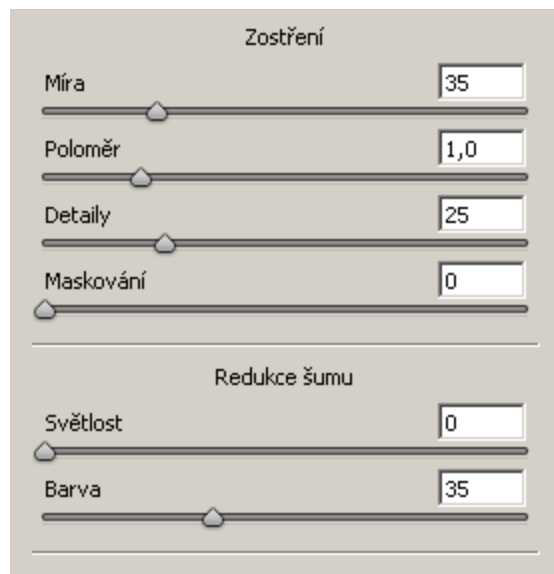 Zostření
Míra 35
Poloměr 1,0
Detaily 25
Maskování 0
Redukce šumu
Světlost 0
Barva 35